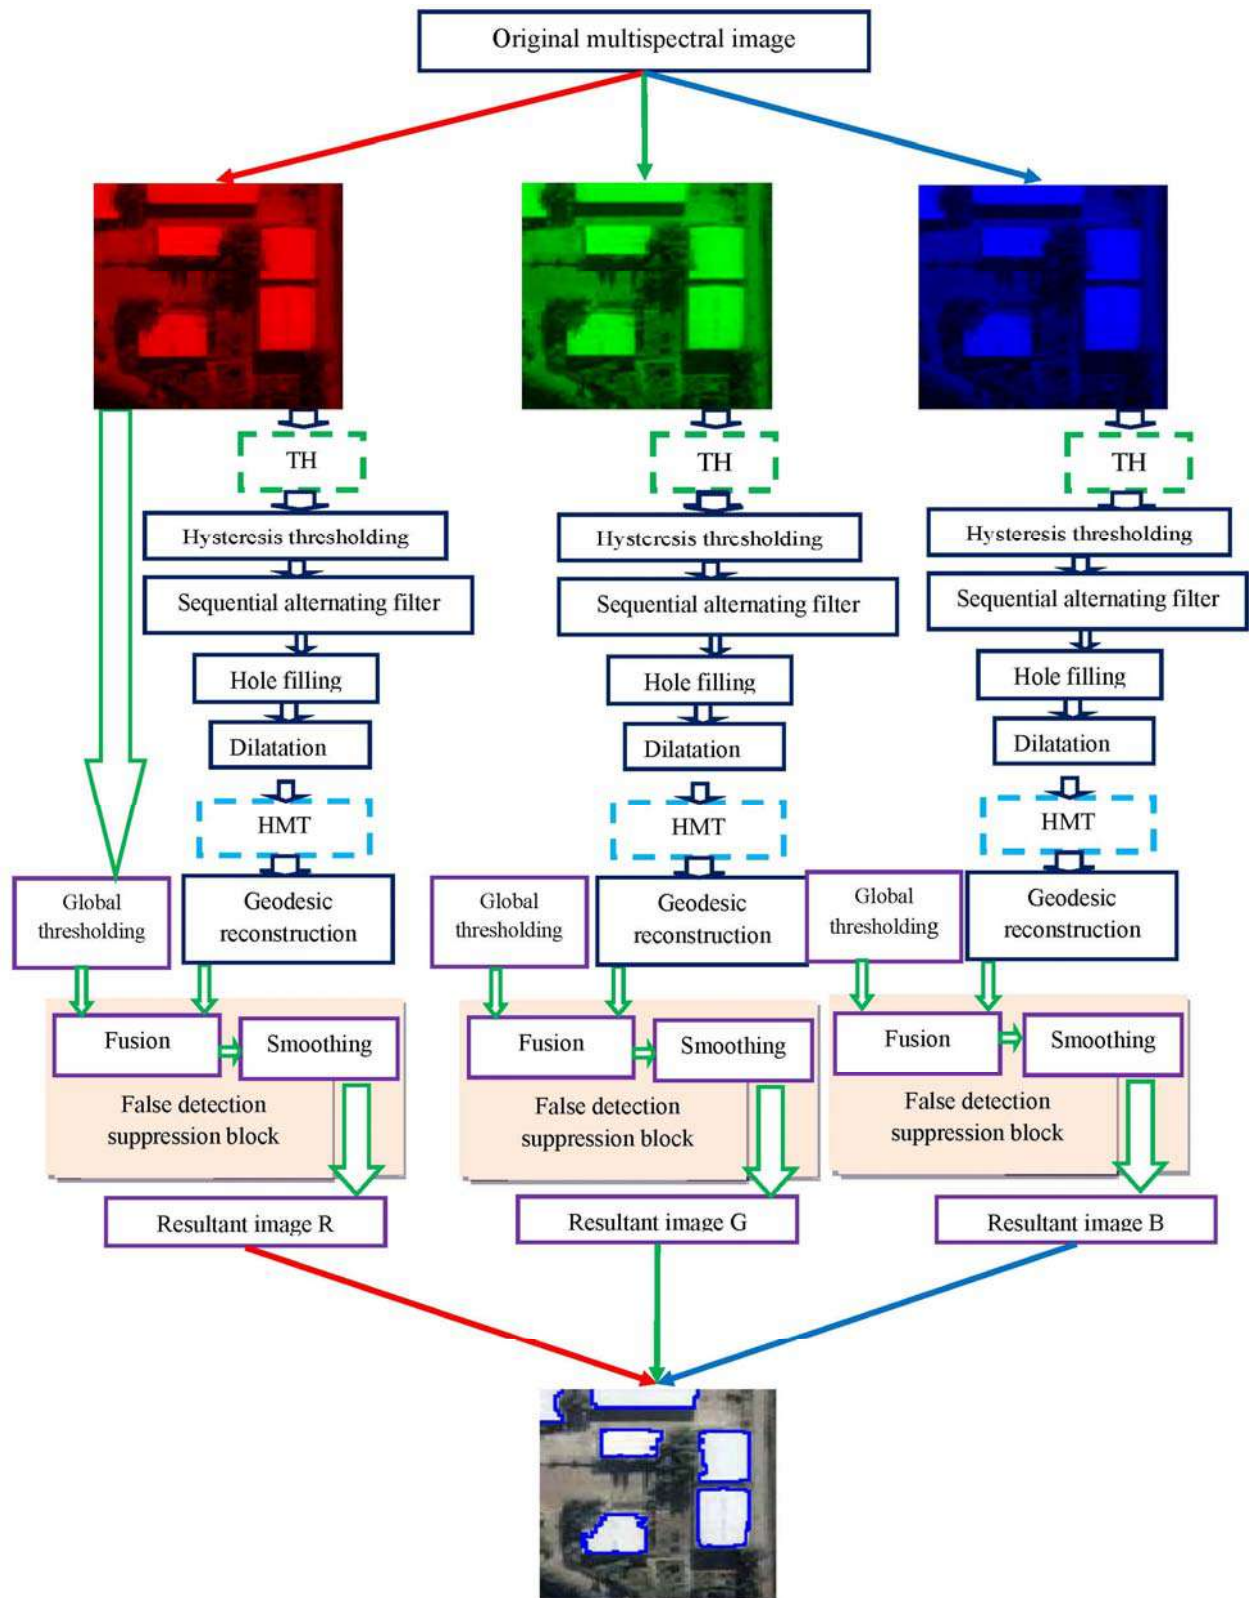 Original multispectral image
TH
TH
TH
Hysteresis thresholding
Hysteresis thresholding
Hysteresis thresholding
Sequential alternating filter
Sequential alternating filter
Sequential alternating filter
Hole filling
Hole filling
Hole filling
Dilatation
Dilatation
Dilatation
HMT
HMT
HMT
Global
thresholding
Geodesic
reconstruction
Global
thresholding
Geodesic
reconstruction
Global
thresholding
Geodesic
reconstruction
Fusion
Smoothing
Fusion
Smoothing
Fusion
Smoothing
False detection
suppression block
False detection
suppression block
False detection
suppression block
Resultant image R
Resultant image G
Resultant image B